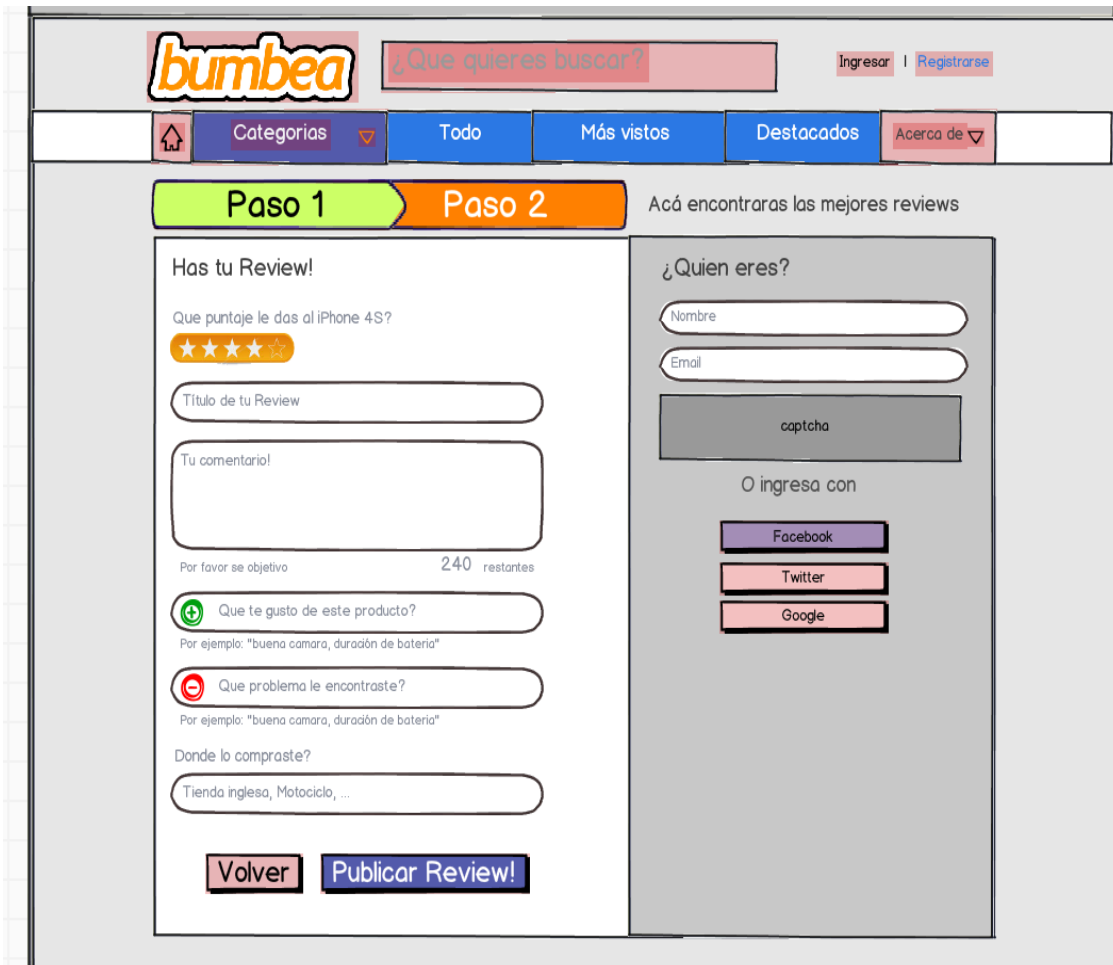 bumbea
¿Que quieres buscar?
Ingresar | Registrarse
Categorias Todo Más vistos Destacados Acerca de
Paso 1 Paso 2
Acá encontraras las mejores reviews
Has tu Review!
Que puntaje le das al iPhone 4S?
Título de tu Review
Tu comentario!
Por favor se objetivo 240 restantes
Que te gusto de este producto?
Por ejemplo: "buena camara, duración de bateria"
Que problema le encontraste?
Por ejemplo: "buena camara, duración de bateria"
Donde lo compraste?
Tienda inglesa, Motociclo, ...
Volver Publicar Review!
¿Quien eres?
Nombre
Email
captcha
O ingresa con
Facebook
Twitter
Google